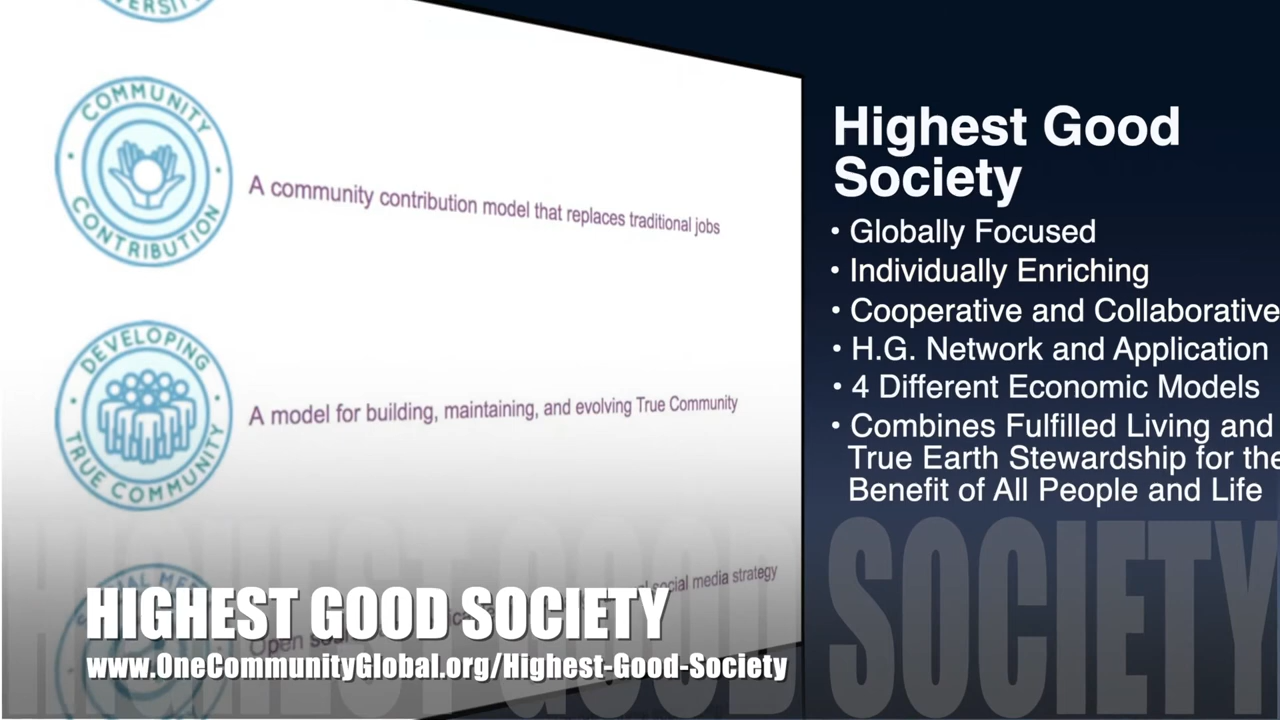 COMMUNITY
CONTRIBUTION
A community contribution model that replaces traditional jobs
DEVELOPING
TRUE COMMUNITY
A model for building, maintaining, and evolving True Community
social media strategy
Open
Highest Good
Society
• Globally Focused
• Individually Enriching
• Cooperative and Collaborative
• H.G. Network and Application
• 4 Different Economic Models
• Combines Fulfilled Living and
True Earth Stewardship for the
Benefit of All People and Life
HIGHEST GOOD SOCIETY
HIGHEST GOOD SOCIETY
www.OneCommunityGlobal.org/Highest-Good-Society